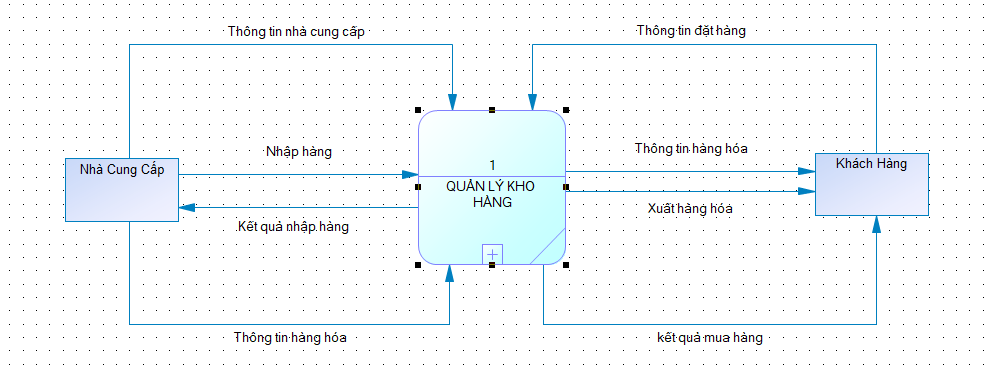 Thông tin nhà cung cấp
Thông tin đặt hàng
Nhập hàng
Thông tin hàng hóa
1
Nhà Cung Cấp
Khách Hàng
QUẢN LÝ KHO
HÀNG
Kết quả nhập hàng
Xuất hàng hóa
Thông tin hàng hóa
kết quả mua hàng